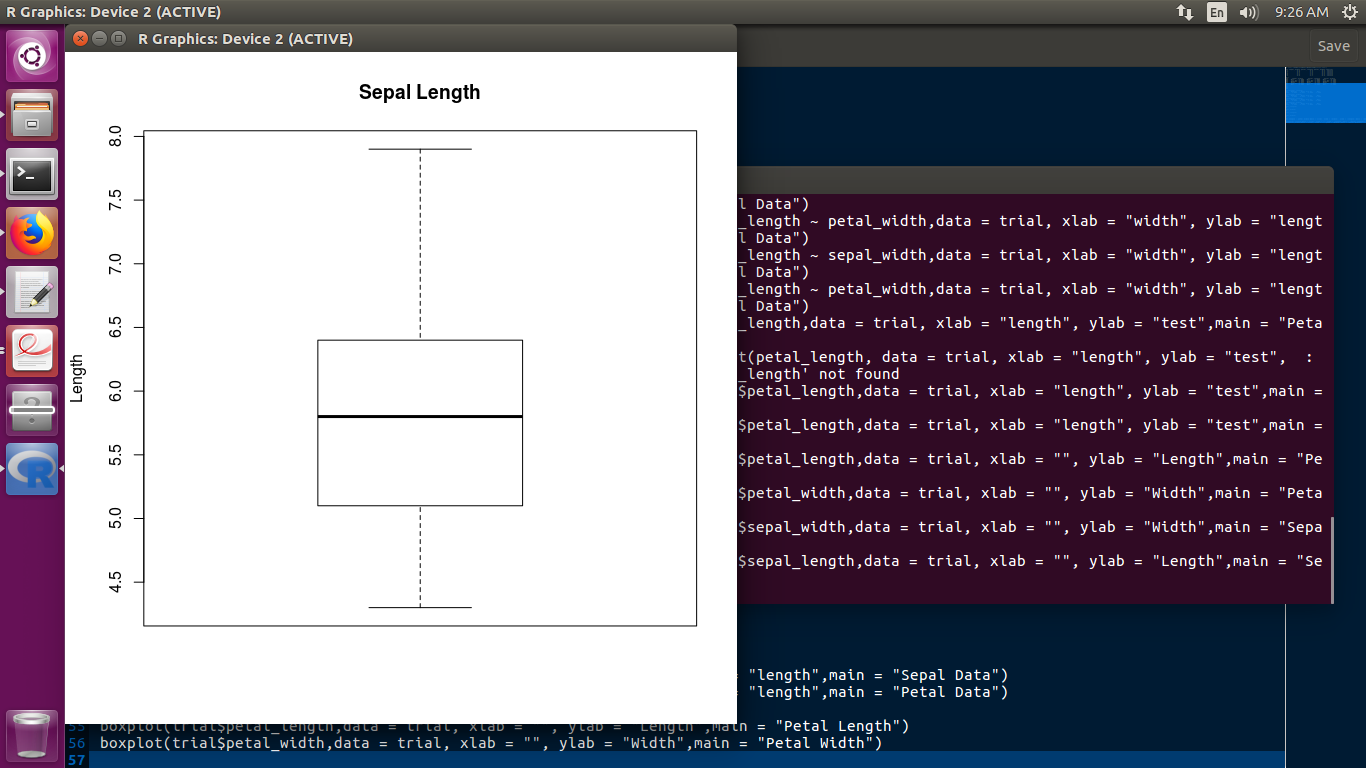 R Graphics: Device 2 (ACTIVE)
En
9:26 AM
R Graphics: Device 2 (ACTIVE)
Save
Sepal Length
8.0
7.5
7.0
6.5
6.0
5.5
5.0
4.5
Length
l Data")
_length ~ petal_width,data = trial, xlab = "width", ylab = "lengt
l Data")
_length ~ sepal_width,data = trial, xlab = "width", ylab = "lengt
l Data")
_length ~ petal_width,data = trial, xlab = "width", ylab = "lengt
l Data")
_length,data = trial, xlab = "length", ylab = "test",main = "Peta
t(petal_length, data = trial, xlab = "length", ylab = "test",  :
_length' not found
$petal_length,data = trial, xlab = "length", ylab = "test",main =
$petal_length,data = trial, xlab = "length", ylab = "test",main =
$petal_length,data = trial, xlab = "", ylab = "Length",main = "Pe
$petal_width,data = trial, xlab = "", ylab = "Width",main = "Peta
$sepal_width,data = trial, xlab = "", ylab = "Width",main = "Sepa
$sepal_length,data = trial, xlab = "", ylab = "Length",main = "Se
= "length",main = "Sepal Data")
= "length",main = "Petal Data")
55 boxplot(trial$petal_length,data = trial, xlab = "", ylab = "Length",main = "Petal Length")
56 boxplot(trial$petal_width,data = trial, xlab = "", ylab = "Width",main = "Petal Width")
57